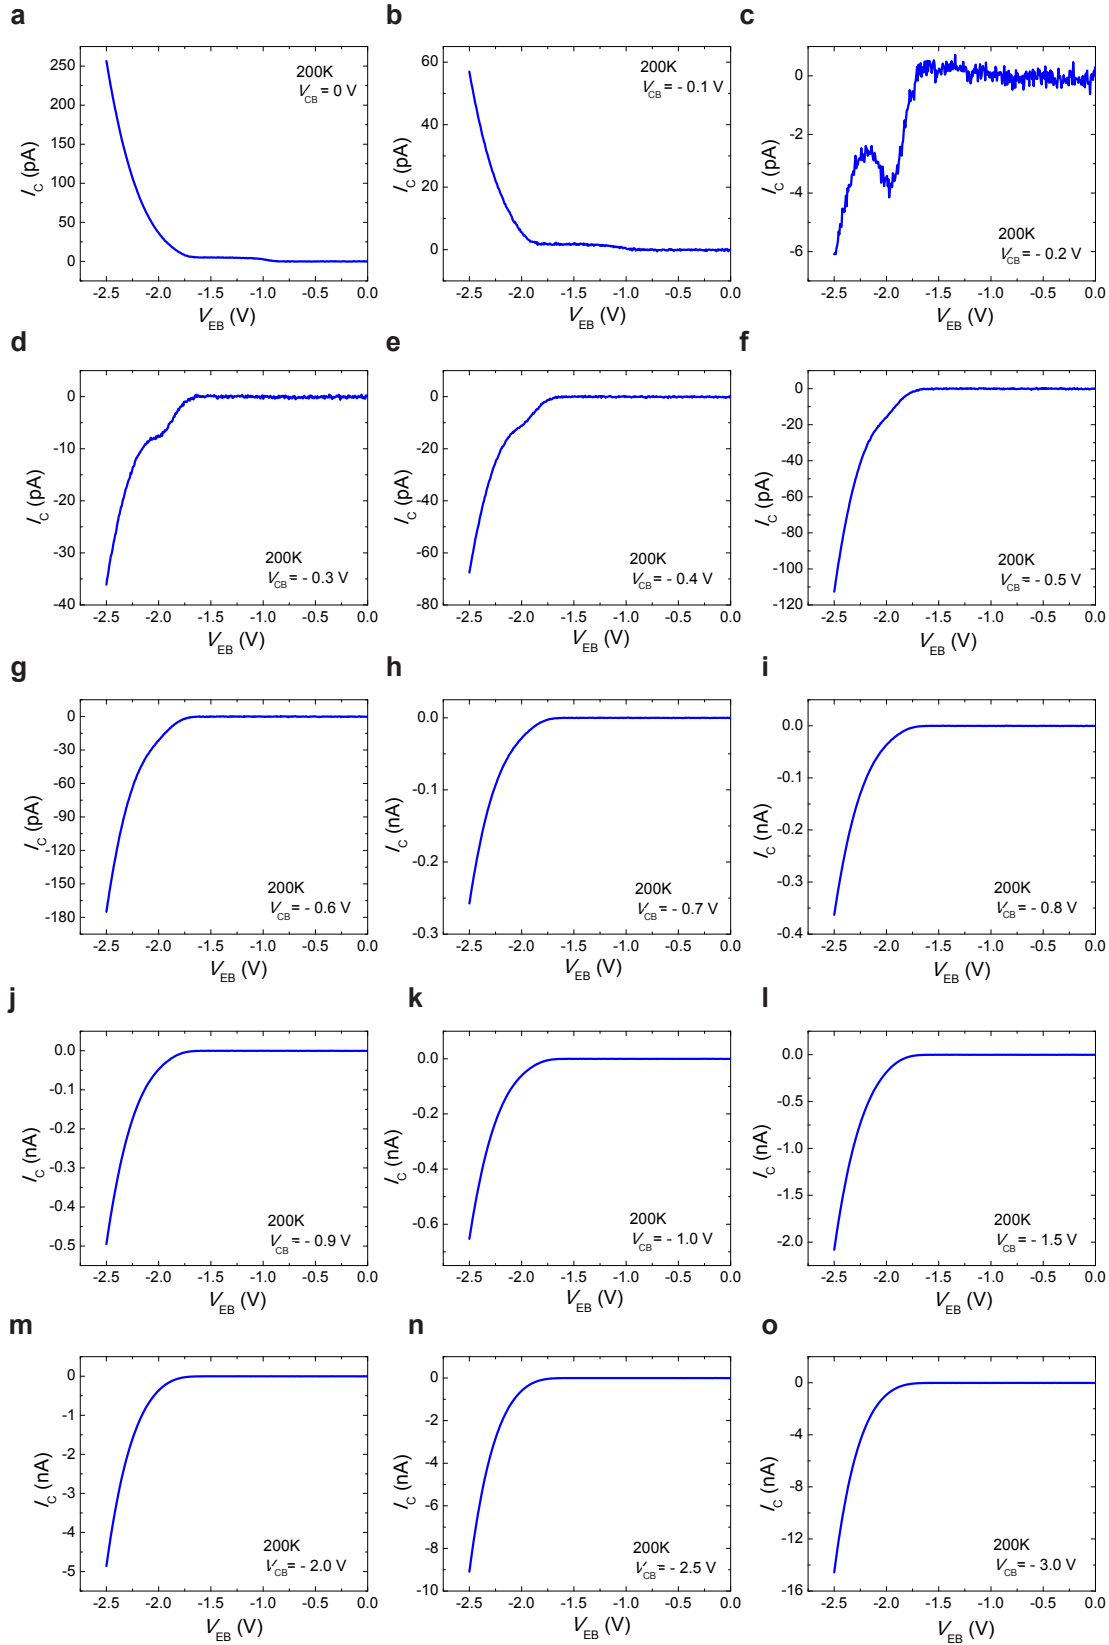 a
250
200
150
100
50
0
-2.5 -2.0 -1.5 -1.0 -0.5 0.0
I_C (pA)
V_EB (V)
200K
V_CB = 0 V
b
60
40
20
0
-2.5 -2.0 -1.5 -1.0 -0.5 0.0
I_C (pA)
V_EB (V)
200K
V_CB = - 0.1 V
c
0
-2
-4
-6
-2.5 -2.0 -1.5 -1.0 -0.5 0.0
I_C (pA)
V_EB (V)
200K
V_CB = - 0.2 V
d
0
-10
-20
-30
-40
-2.5 -2.0 -1.5 -1.0 -0.5 0.0
I_C (pA)
V_EB (V)
200K
V_CB = - 0.3 V
e
0
-20
-40
-60
-80
-2.5 -2.0 -1.5 -1.0 -0.5 0.0
I_C (pA)
V_EB (V)
200K
V_CB = - 0.4 V
f
0
-20
-40
-60
-80
-100
-120
-2.5 -2.0 -1.5 -1.0 -0.5 0.0
I_C (pA)
V_EB (V)
200K
V_CB = - 0.5 V
g
0
-30
-60
-90
-120
-150
-180
-2.5 -2.0 -1.5 -1.0 -0.5 0.0
I_C (pA)
V_EB (V)
200K
V_CB = - 0.6 V
h
0.0
-0.1
-0.2
-0.3
-2.5 -2.0 -1.5 -1.0 -0.5 0.0
I_C (nA)
V_EB (V)
200K
V_CB = - 0.7 V
i
0.0
-0.1
-0.2
-0.3
-0.4
-2.5 -2.0 -1.5 -1.0 -0.5 0.0
I_C (nA)
V_EB (V)
200K
V_CB = - 0.8 V
j
0.0
-0.1
-0.2
-0.3
-0.4
-0.5
-2.5 -2.0 -1.5 -1.0 -0.5 0.0
I_C (nA)
V_EB (V)
200K
V_CB = - 0.9 V
k
0.0
-0.2
-0.4
-0.6
-2.5 -2.0 -1.5 -1.0 -0.5 0.0
I_C (nA)
V_EB (V)
200K
V_CB = - 1.0 V
l
0.0
-0.5
-1.0
-1.5
-2.0
-2.5 -2.0 -1.5 -1.0 -0.5 0.0
I_C (nA)
V_EB (V)
200K
V_CB = - 1.5 V
m
0
-1
-2
-3
-4
-5
-2.5 -2.0 -1.5 -1.0 -0.5 0.0
I_C (nA)
V_EB (V)
200K
V_CB = - 2.0 V
n
0
-2
-4
-6
-8
-10
-2.5 -2.0 -1.5 -1.0 -0.5 0.0
I_C (nA)
V_EB (V)
200K
V_CB = - 2.5 V
o
0
-4
-8
-12
-16
-2.5 -2.0 -1.5 -1.0 -0.5 0.0
I_C (nA)
V_EB (V)
200K
V_CB = - 3.0 V